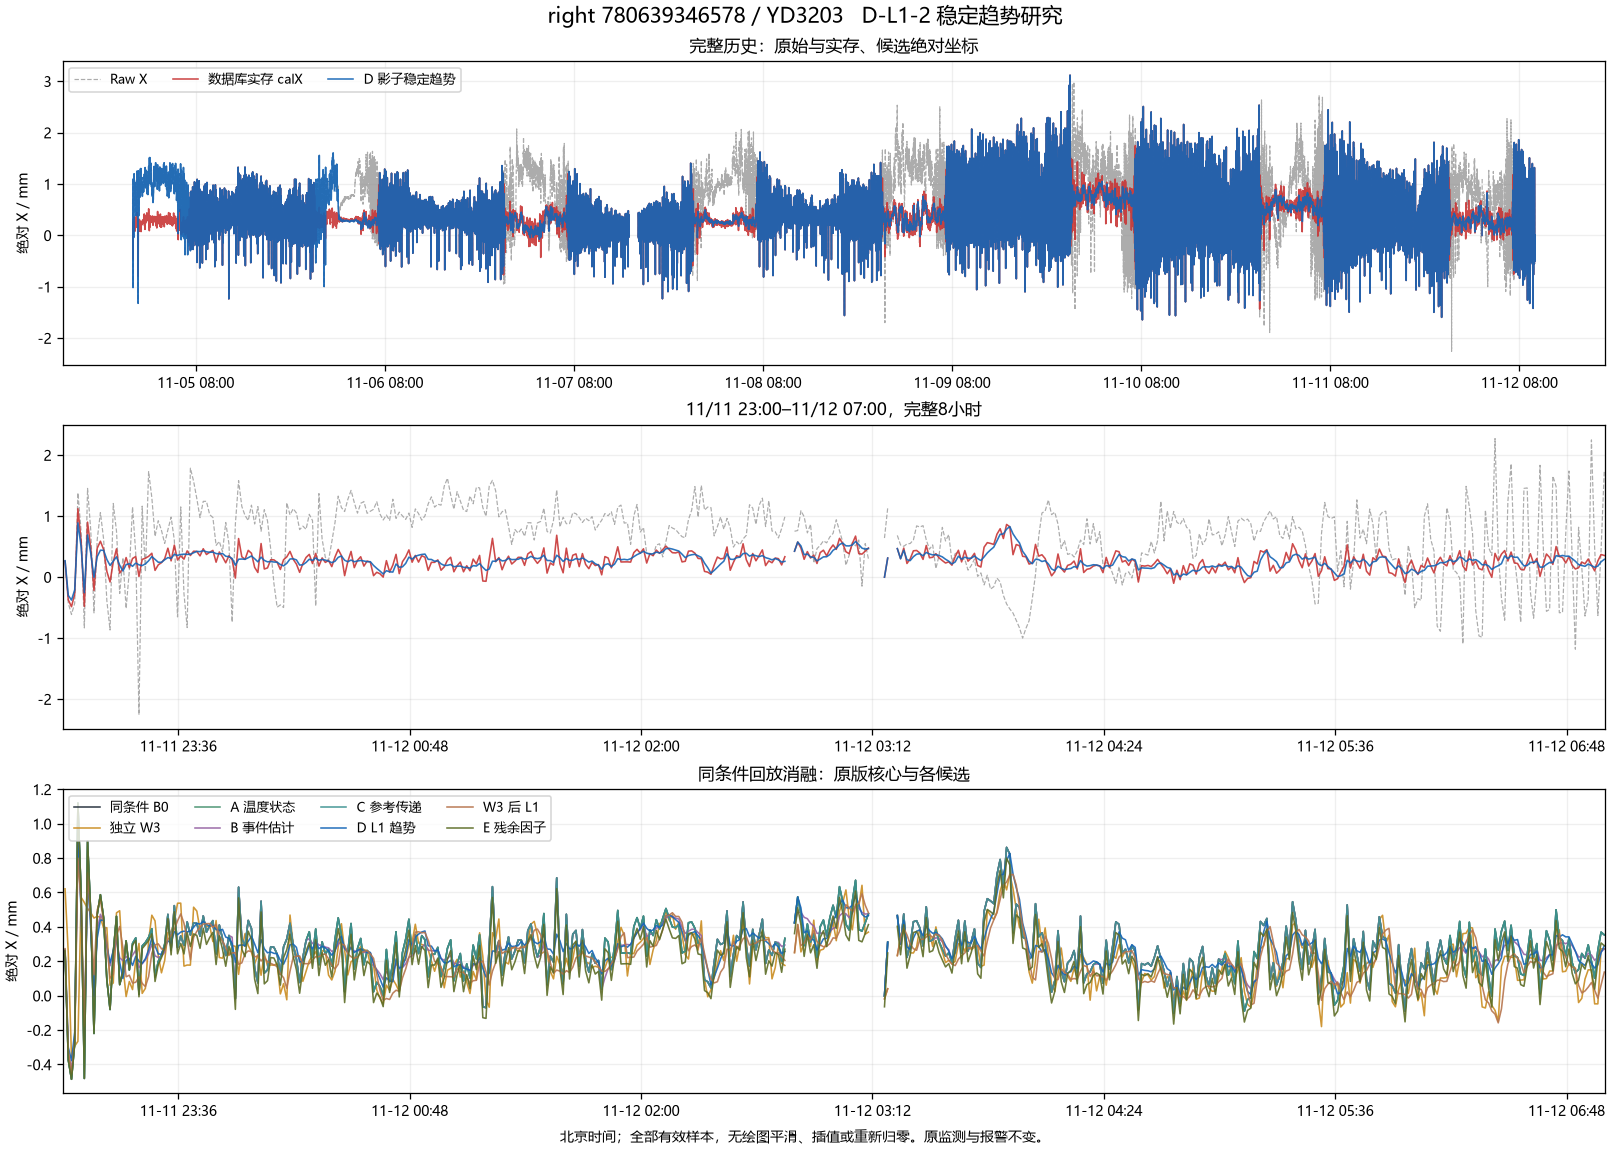 right 780639346578 / YD3203 D-L1-2 稳定趋势研究
完整历史：原始与实存、候选绝对坐标
Raw X 数据库实存 calX D 影子稳定趋势
绝对 X / mm
3
2
1
0
-1
-2
11-05 08:00 11-06 08:00 11-07 08:00 11-08 08:00 11-09 08:00 11-10 08:00 11-11 08:00 11-12 08:00
11/11 23:00–11/12 07:00，完整8小时
绝对 X / mm
2
1
0
-1
-2
11-11 23:36 11-12 00:48 11-12 02:00 11-12 03:12 11-12 04:24 11-12 05:36 11-12 06:48
同条件回放消融：原版核心与各候选
同条件 B0 A 温度状态 C 参考传递 W3 后 L1
独立 W3 B 事件估计 D L1 趋势 E 残余因子
绝对 X / mm
1.2
1.0
0.8
0.6
0.4
0.2
0.0
-0.2
-0.4
11-11 23:36 11-12 00:48 11-12 02:00 11-12 03:12 11-12 04:24 11-12 05:36 11-12 06:48
北京时间；全部有效样本，无绘图平滑、插值或重新归零。原监测与报警不变。